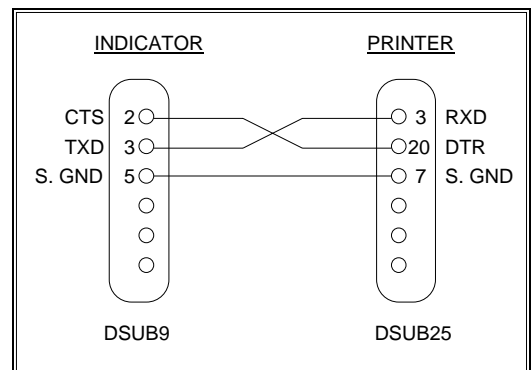 INDICATOR PRINTER
CTS 2 3 RXD
TXD 3 20 DTR
S. GND 5 7 S. GND
DSUB9 DSUB25